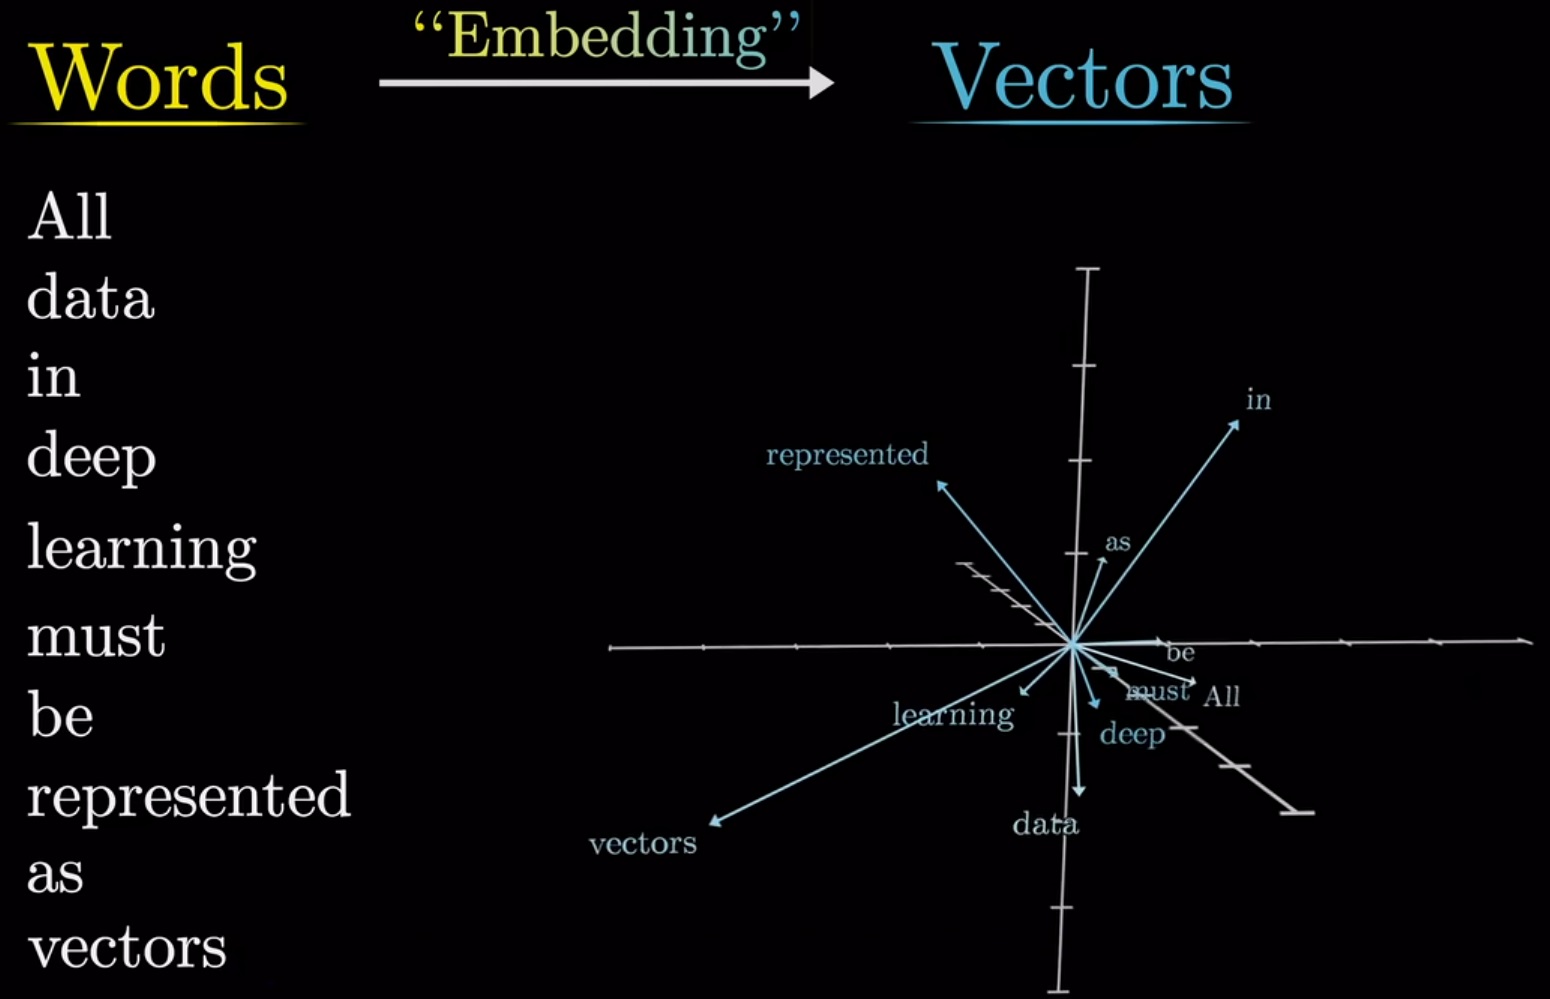 Words
“Embedding”
Vectors
All
data
in
deep
learning
must
be
represented
as
vectors
in
represented
as
be
must
All
learning
deep
data
vectors